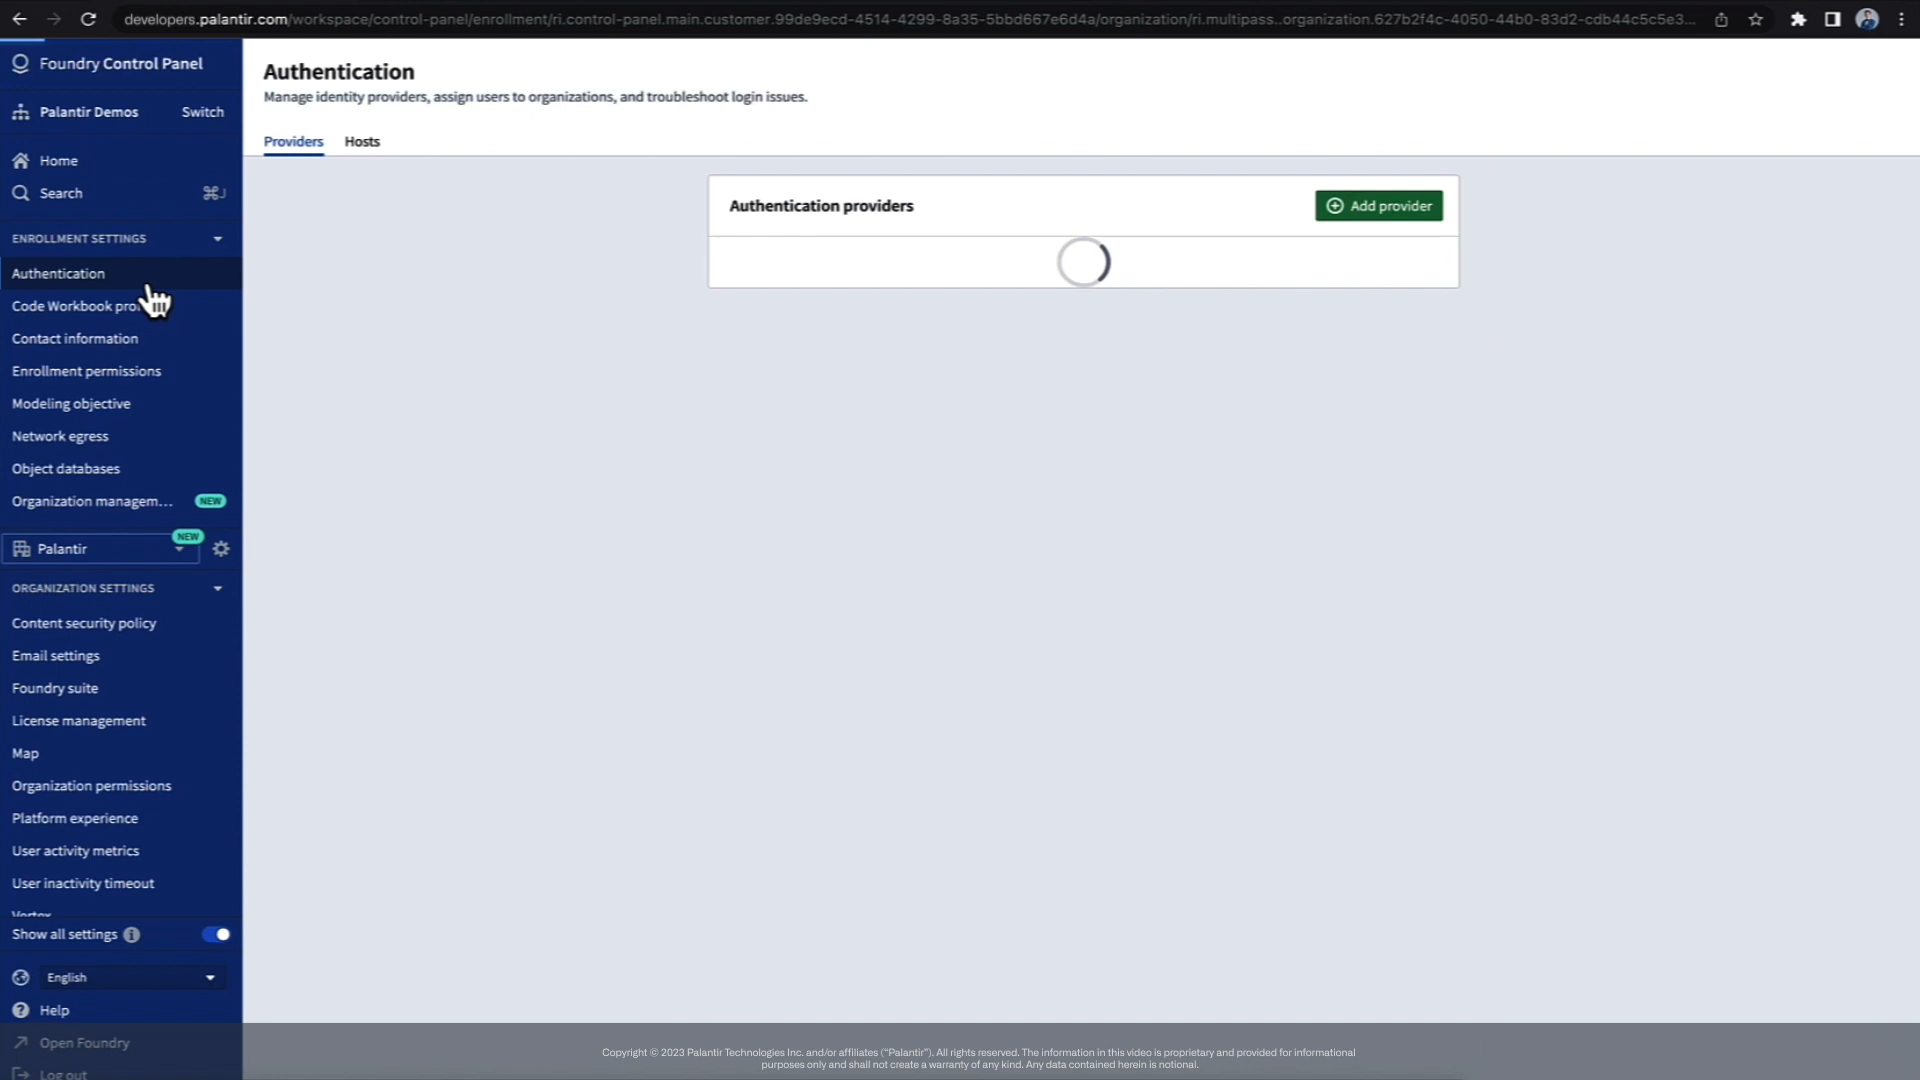 developers.palantir.com/workspace/control-panel/enrollment/ri.control-panel.main.customer.99de9ecd-4514-4299-8a35-5bbd667e6d4a/organization/ri.multipass..organization.627b2f4c-4050-44b0-83d2-cdb44c5c5e3...
Foundry Control Panel
Palantir Demos Switch
Home
Search ⌘J
ENROLLMENT SETTINGS
Authentication
Code Workbook
Contact information
Enrollment permissions
Modeling objective
Network egress
Object databases
Organization managem... NEW
Palantir NEW
ORGANIZATION SETTINGS
Content security policy
Email settings
Foundry suite
License management
Map
Organization permissions
Platform experience
User activity metrics
User inactivity timeout
Vertex
Show all settings
English
Help
Open Foundry
Log out
Authentication
Manage identity providers, assign users to organizations, and troubleshoot login issues.
Providers Hosts
Authentication providers Add provider
Copyright © 2023 Palantir Technologies Inc. and/or affiliates (“Palantir”). All rights reserved. The information in this video is proprietary and provided for informational
purposes only and shall not create a warranty of any kind. Any data contained herein is notional.